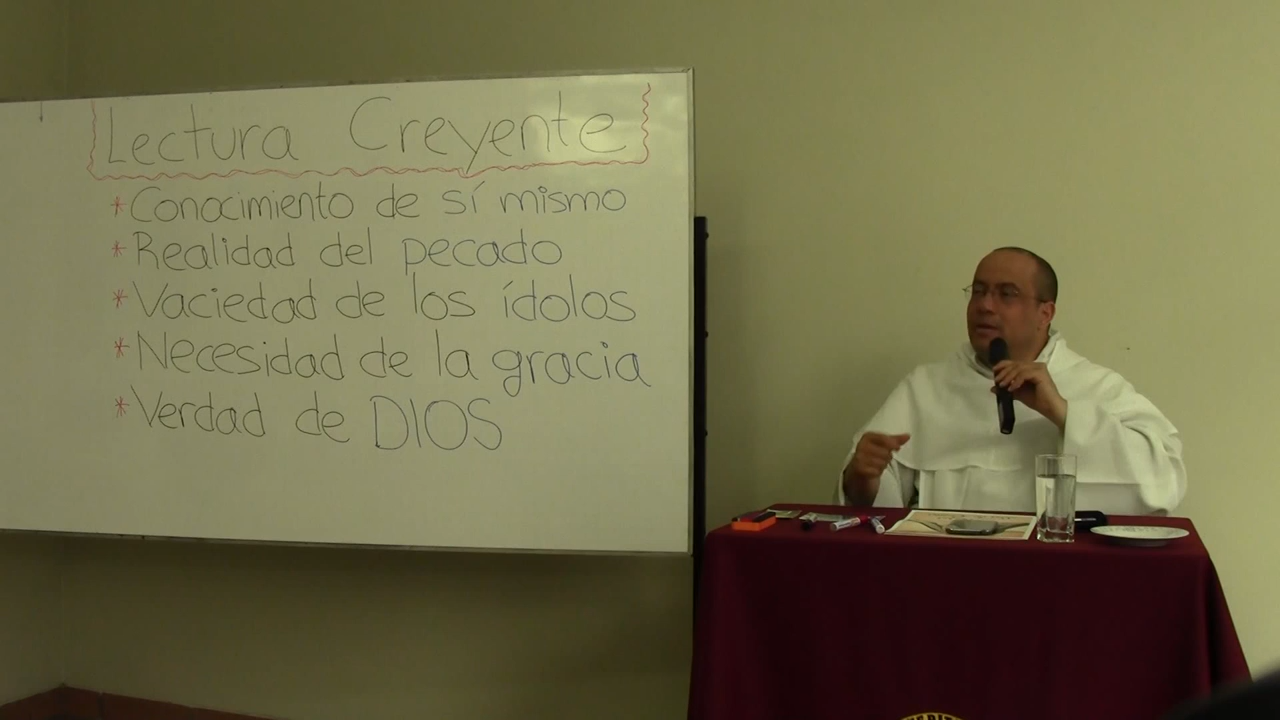 Lectura Creyente
* Conocimiento de sí mismo
* Realidad del pecado
* Vaciedad de los ídolos
* Necesidad de la gracia
* Verdad de DIOS